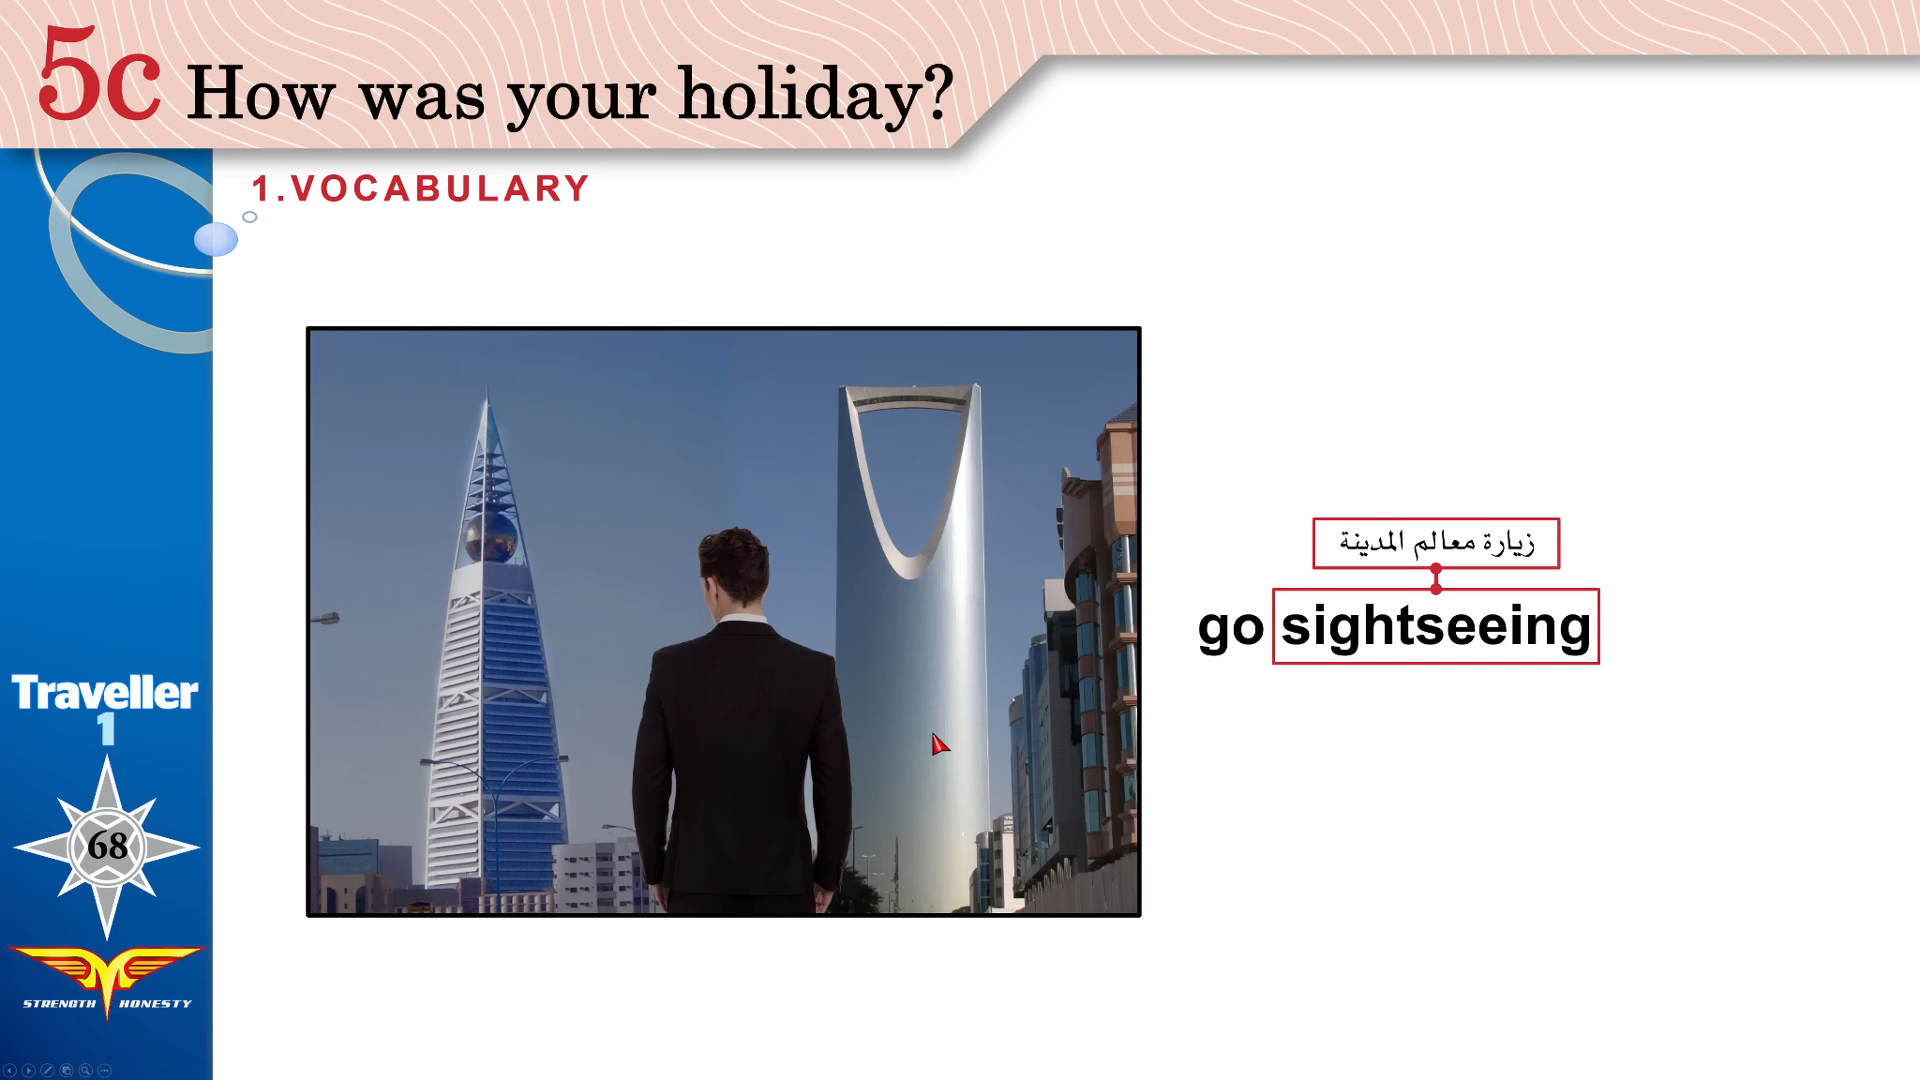 5c How was your holiday?
1.VOCABULARY
زيارة معالم المدينة
go sightseeing
Traveller
1
68
STRENGTH HONESTY